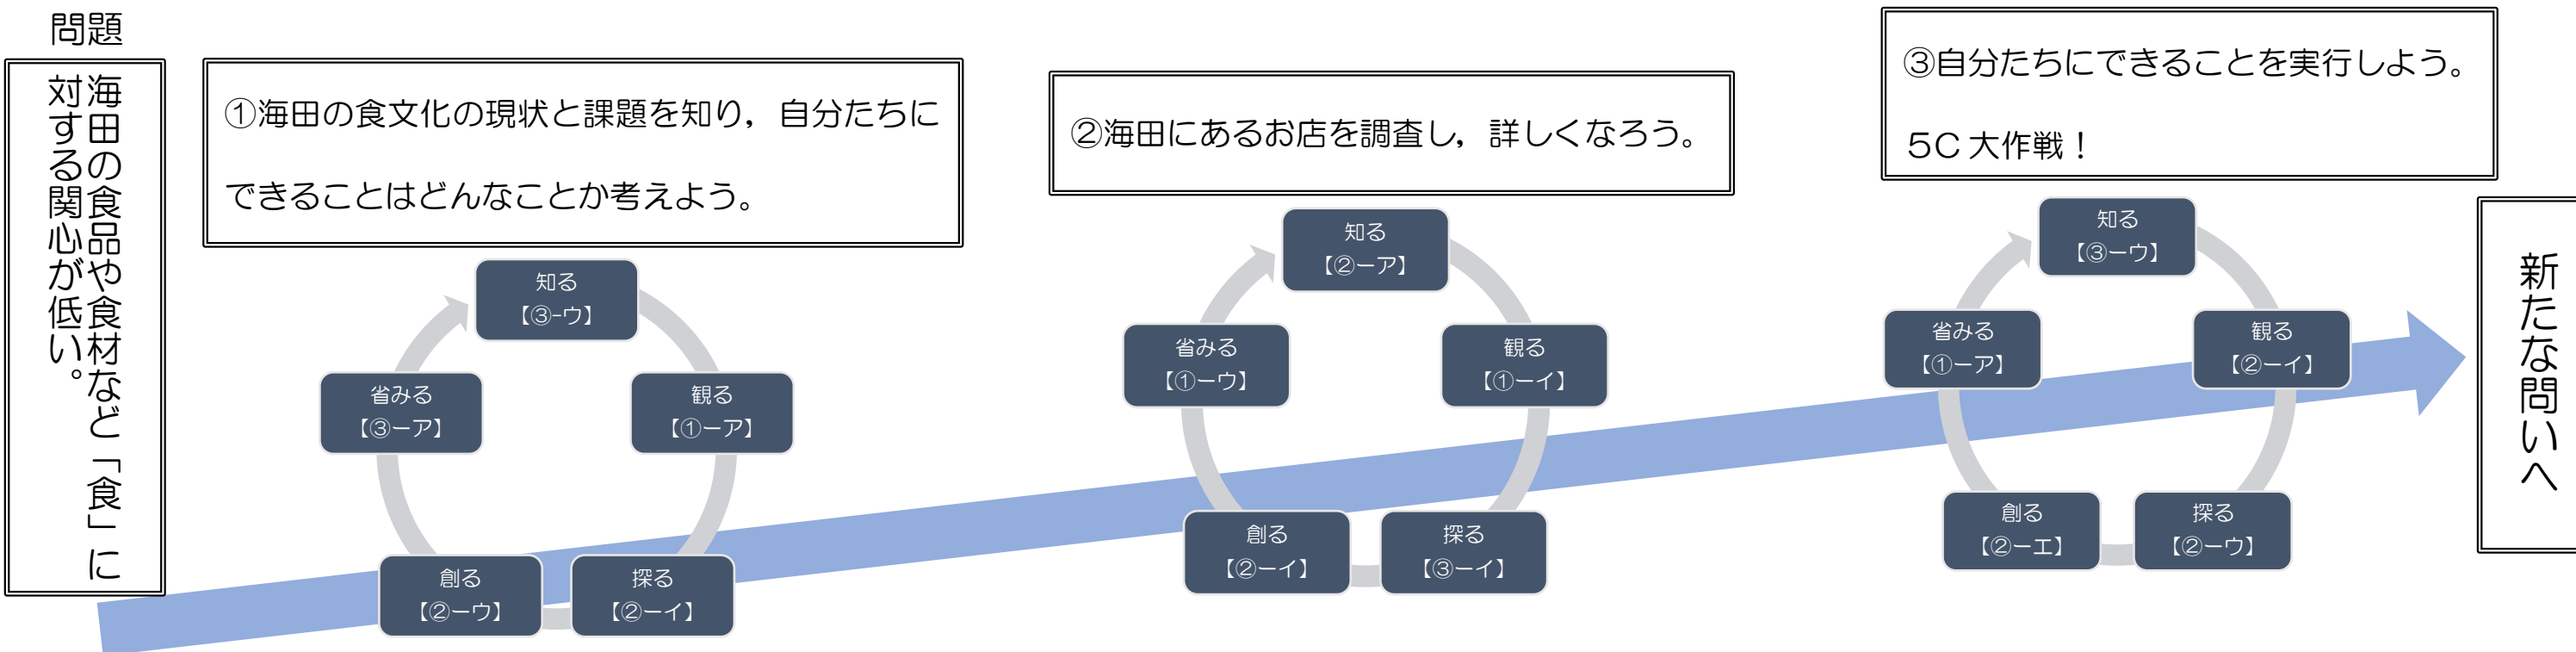 問題
海田の食品や食材など「食」に
対する関心が低い。
①海田の食文化の現状と課題を知り，自分たちに
できることはどんなことか考えよう。
知る
【③-ウ】
観る
【①ーア】
探る
【②ーイ】
創る
【②ーウ】
省みる
【③ーア】
②海田にあるお店を調査し，詳しくなろう。
知る
【②ーア】
観る
【①ーイ】
探る
【③ーイ】
創る
【②ーイ】
省みる
【①ーウ】
③自分たちにできることを実行しよう。
５C 大作戦！
知る
【③ーウ】
観る
【②ーイ】
探る
【②ーウ】
創る
【②ーエ】
省みる
【①ーア】
新たな問いへ